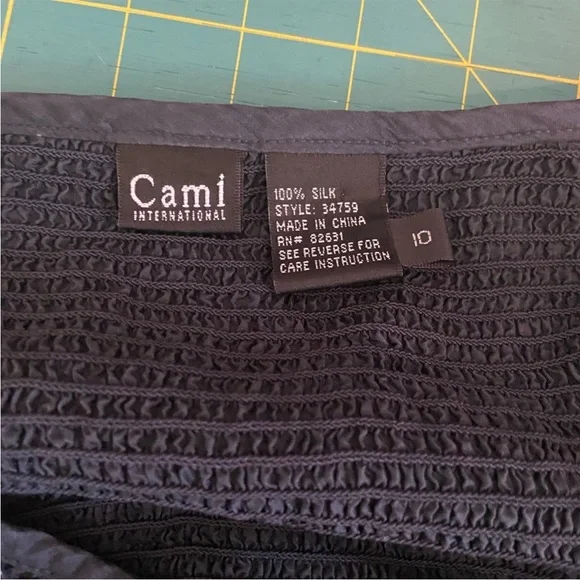 Cami
INTERNATIONAL
100% SILK
STYLE: 34759
MADE IN CHINA
RN# 82631
SEE REVERSE FOR
CARE INSTRUCTION
10